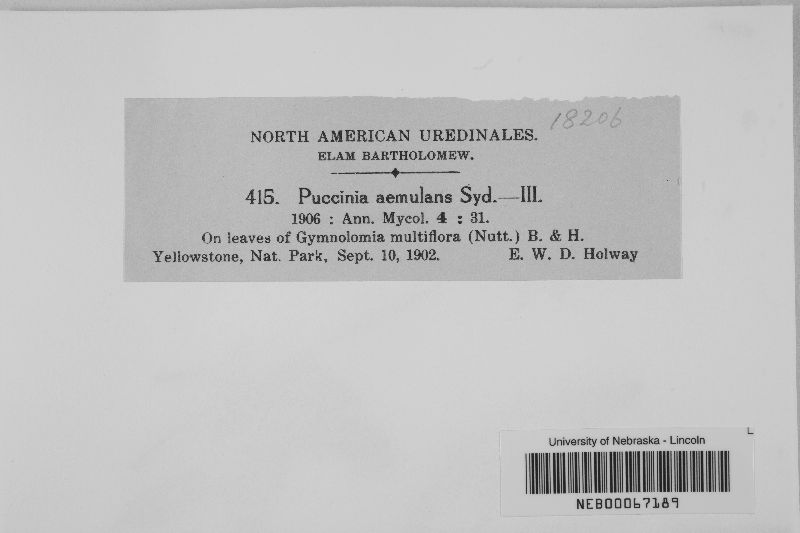 18206
NORTH AMERICAN UREDINALES.
ELAM BARTHOLOMEW.
415. Puccinia aemulans Syd.—III.
1906 : Ann. Mycol. 4 : 31.
On leaves of Gymnolomia multiflora (Nutt.) B. & H.
Yellowstone, Nat. Park, Sept. 10, 1902. E. W. D. Holway
University of Nebraska - Lincoln
NEB00067189